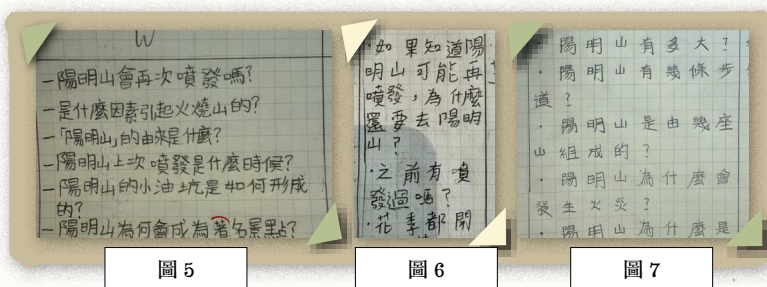 W
-陽明山會再次噴發嗎?
-是什麼因素引起火燒山的?
-「陽明山」的由來是什麼?
-陽明山上次噴發是什麼時候?
-陽明山的小油坑是如何形成
的?
-陽明山為何會成為著名景點?
圖5
·如果知道陽
明山可能再
噴發,為什麼
還要去陽明
山?
·之前有噴
發過嗎?
·花季都開
圖6
·陽明山有多大?
·陽明山有幾條步
道?
·陽明山是由幾座
山組成的?
·陽明山為什麼會
發生火災?
·陽明山為什麼是
圖7